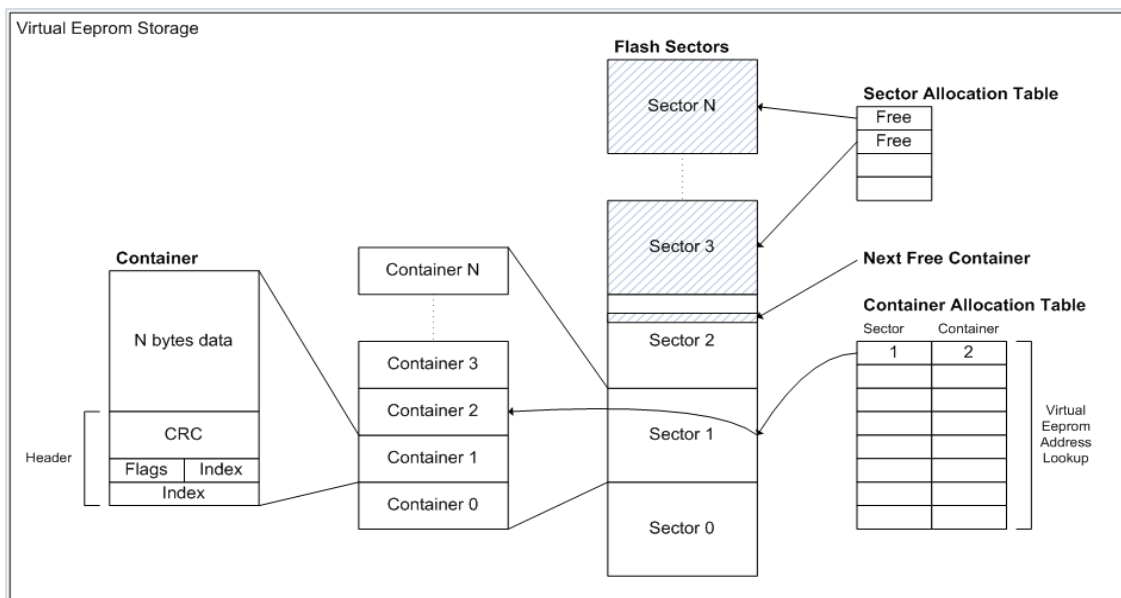 Virtual Eeprom Storage
Flash Sectors
Sector N
Sector 3
Sector 2
Sector 1
Sector 0
Sector Allocation Table
Free
Free
Next Free Container
Container Allocation Table
Sector Container
1 2
Virtual
Eeprom
Address
Lookup
Container
N bytes data
CRC
Flags Index
Index
Header
Container N
Container 3
Container 2
Container 1
Container 0